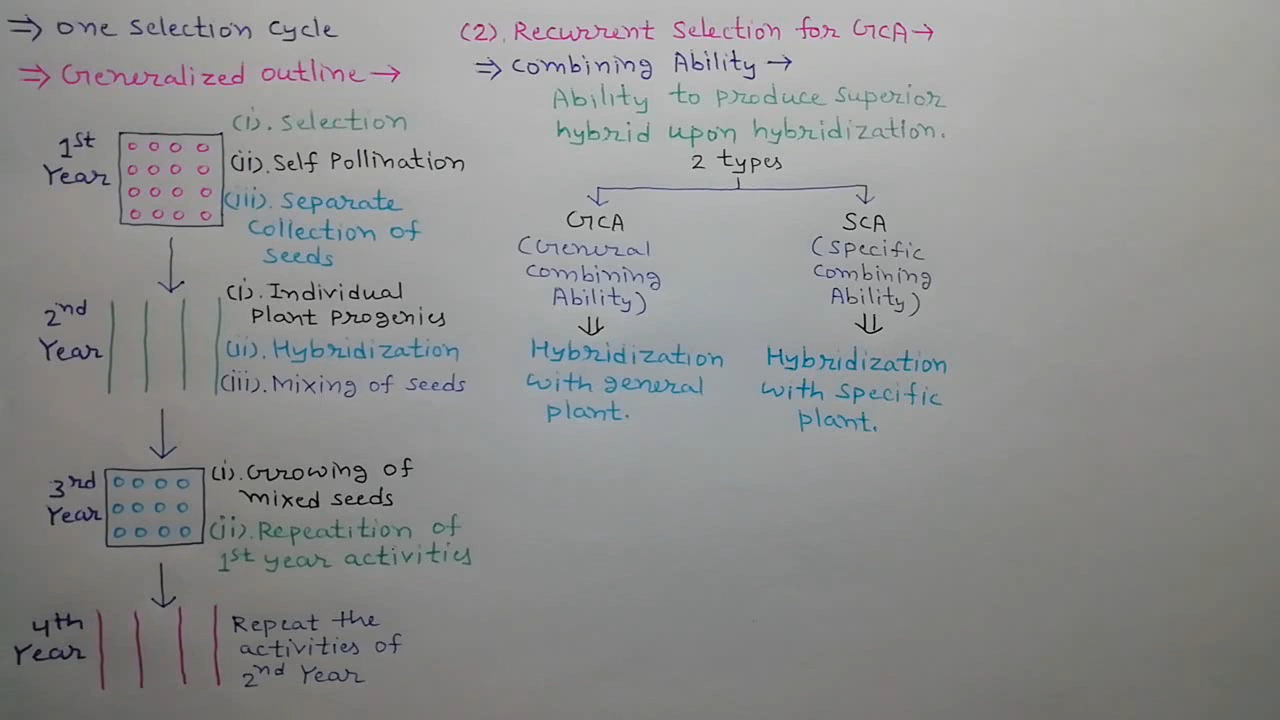 ⇒ one selection cycle
⇒ Generalized outline →
1st Year
(i). Selection
(ii). Self Pollination
(iii). Separate
collection of
seeds
2nd
Year
(i). Individual
Plant progenies
(ii). Hybridization
(iii). Mixing of seeds
3rd
Year
(i). Growing of
mixed seeds
(ii). Repeatition of
1st year activities
4th
Year
Repeat the
activities of
2nd Year
(2). Recurrent Selection for GCA →
⇒ Combining Ability →
Ability to produce superior
hybrid upon hybridization.
2 types
GCA
(General
combining
Ability)
⇓
Hybridization
with general
plant.
SCA
(specific
combining
Ability)
⇓
Hybridization
with specific
plant.